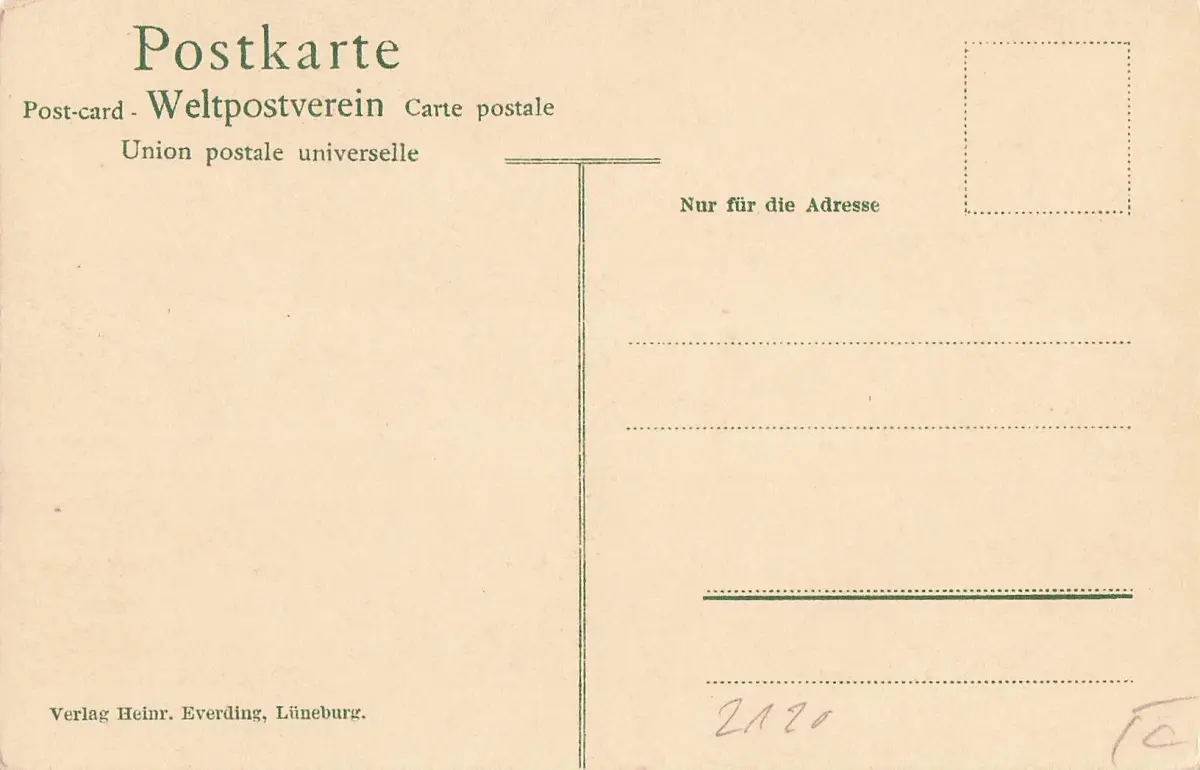 Postkarte
Post-card - Weltpostverein Carte postale
Union postale universelle
Nur für die Adresse
Verlag Heinr. Everding, Lüneburg.
2120